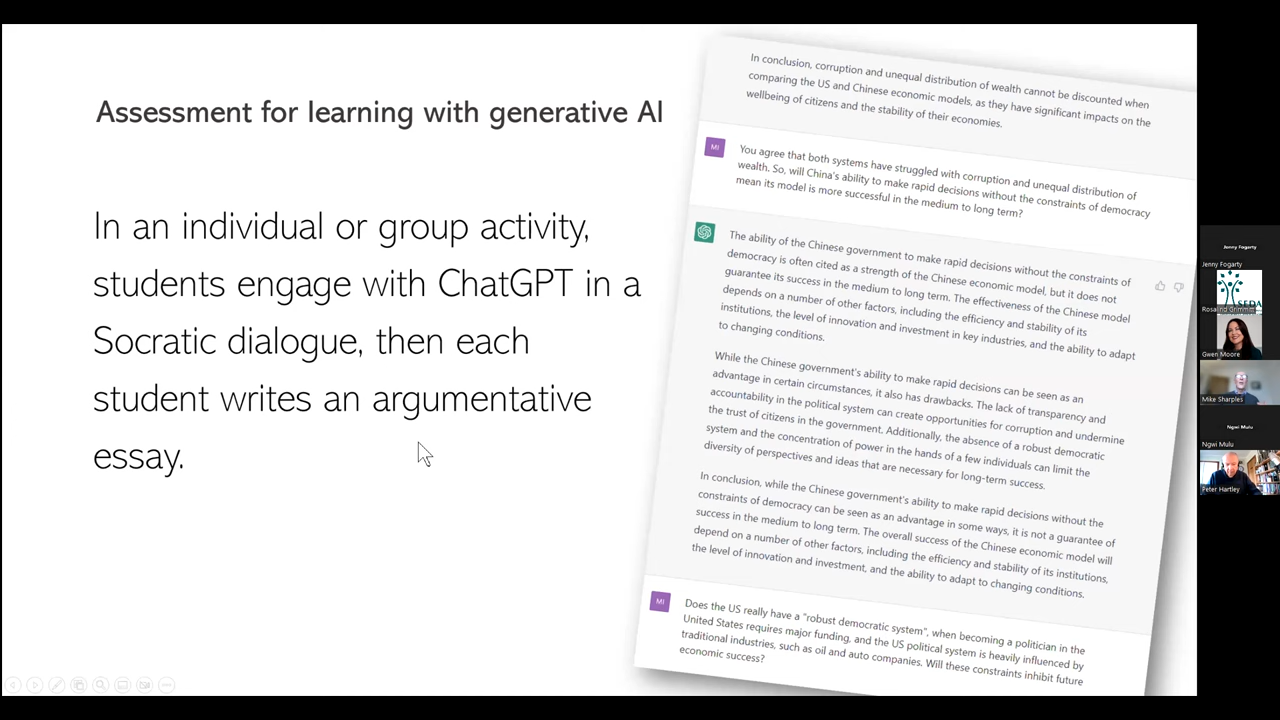 Assessment for learning with generative AI
In an individual or group activity,
students engage with ChatGPT in a
Socratic dialogue, then each
student writes an argumentative
essay.
In conclusion, corruption and unequal distribution of wealth cannot be discounted when
comparing the US and Chinese economic models, as they have significant impacts on the
wellbeing of citizens and the stability of their economies.
MI
You agree that both systems have struggled with corruption and unequal distribution of
wealth. So, will China's ability to make rapid decisions without the constraints of democracy
mean its model is more successful in the medium to long term?
The ability of the Chinese government to make rapid decisions without the constraints of
democracy is often cited as a strength of the Chinese economic model, but it does not
guarantee its success in the medium to long term. The effectiveness of the Chinese model
depends on a number of other factors, including the efficiency and stability of its
institutions, the level of innovation and investment in key industries, and the ability to adapt
to changing conditions.
While the Chinese government's ability to make rapid decisions can be seen as an
advantage in certain circumstances, it also has drawbacks. The lack of transparency and
accountability in the political system can create opportunities for corruption and undermine
the trust of citizens in the government. Additionally, the absence of a robust democratic
system and the concentration of power in the hands of a few individuals can limit the
diversity of perspectives and ideas that are necessary for long-term success.
In conclusion, while the Chinese government's ability to make rapid decisions without the
constraints of democracy can be seen as an advantage in some ways, it is not a guarantee of
success in the medium to long term. The overall success of the Chinese economic model will
depend on a number of other factors, including the efficiency and stability of its institutions,
the level of innovation and investment, and the ability to adapt to changing conditions.
MI
Does the US really have a "robust democratic system", when becoming a politician in the
United States requires major funding, and the US political system is heavily influenced by
traditional industries, such as oil and auto companies. Will these constraints inhibit future
economic success?
Jenny Fogarty
Jenny Fogarty
SEDA
Rosalind Grimmitt
Gwen Moore
Mike Sharples
Ngwi Mulu
Ngwi Mulu
Peter Hartley